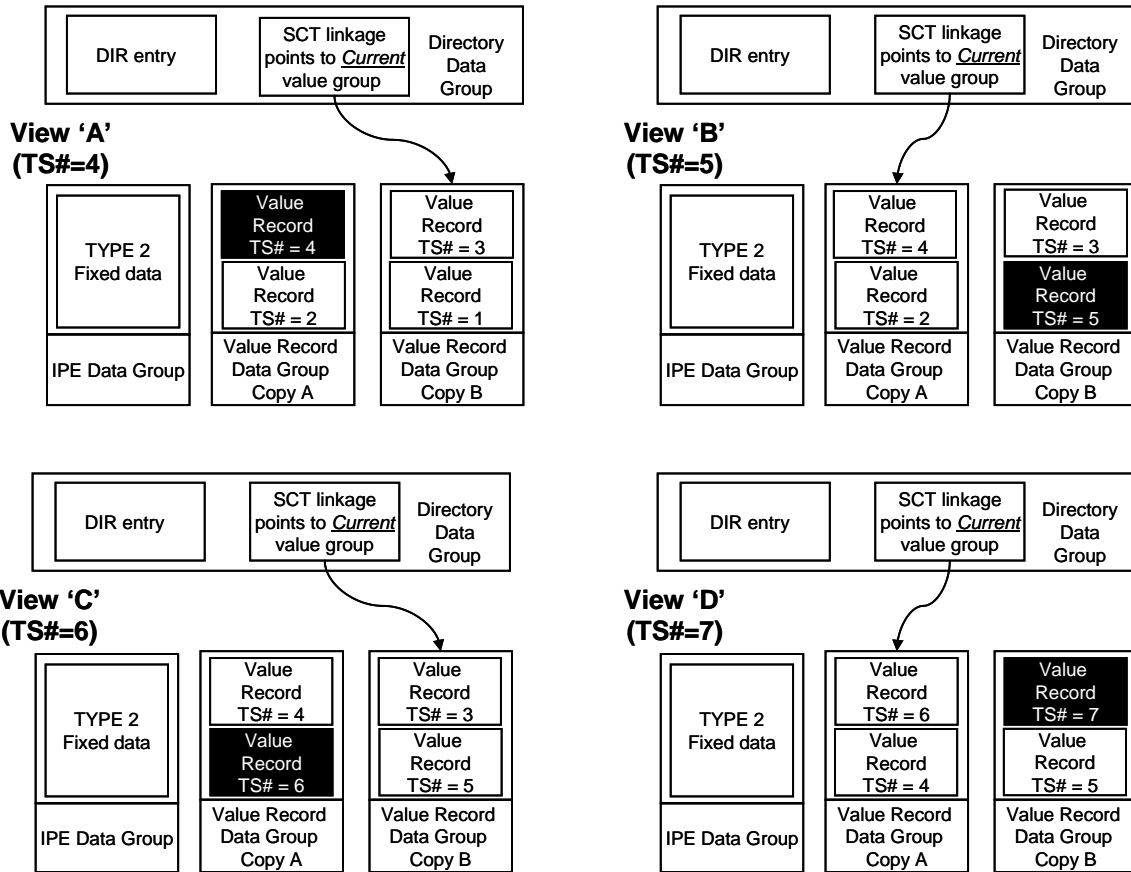 DIR entry
SCT linkage
points to Current
value group
Directory
Data
Group
View ‘A’
(TS#=4)
TYPE 2
Fixed data
IPE Data Group
Value
Record
TS# = 4
Value
Record
TS# = 2
Value Record
Data Group
Copy A
Value
Record
TS# = 3
Value
Record
TS# = 1
Value Record
Data Group
Copy B
DIR entry
SCT linkage
points to Current
value group
Directory
Data
Group
View ‘B’
(TS#=5)
TYPE 2
Fixed data
IPE Data Group
Value
Record
TS# = 4
Value
Record
TS# = 2
Value Record
Data Group
Copy A
Value
Record
TS# = 3
Value
Record
TS# = 5
Value Record
Data Group
Copy B
DIR entry
SCT linkage
points to Current
value group
Directory
Data
Group
View ‘C’
(TS#=6)
TYPE 2
Fixed data
IPE Data Group
Value
Record
TS# = 4
Value
Record
TS# = 6
Value Record
Data Group
Copy A
Value
Record
TS# = 3
Value
Record
TS# = 5
Value Record
Data Group
Copy B
DIR entry
SCT linkage
points to Current
value group
Directory
Data
Group
View ‘D’
(TS#=7)
TYPE 2
Fixed data
IPE Data Group
Value
Record
TS# = 6
Value
Record
TS# = 4
Value Record
Data Group
Copy A
Value
Record
TS# = 7
Value
Record
TS# = 5
Value Record
Data Group
Copy B